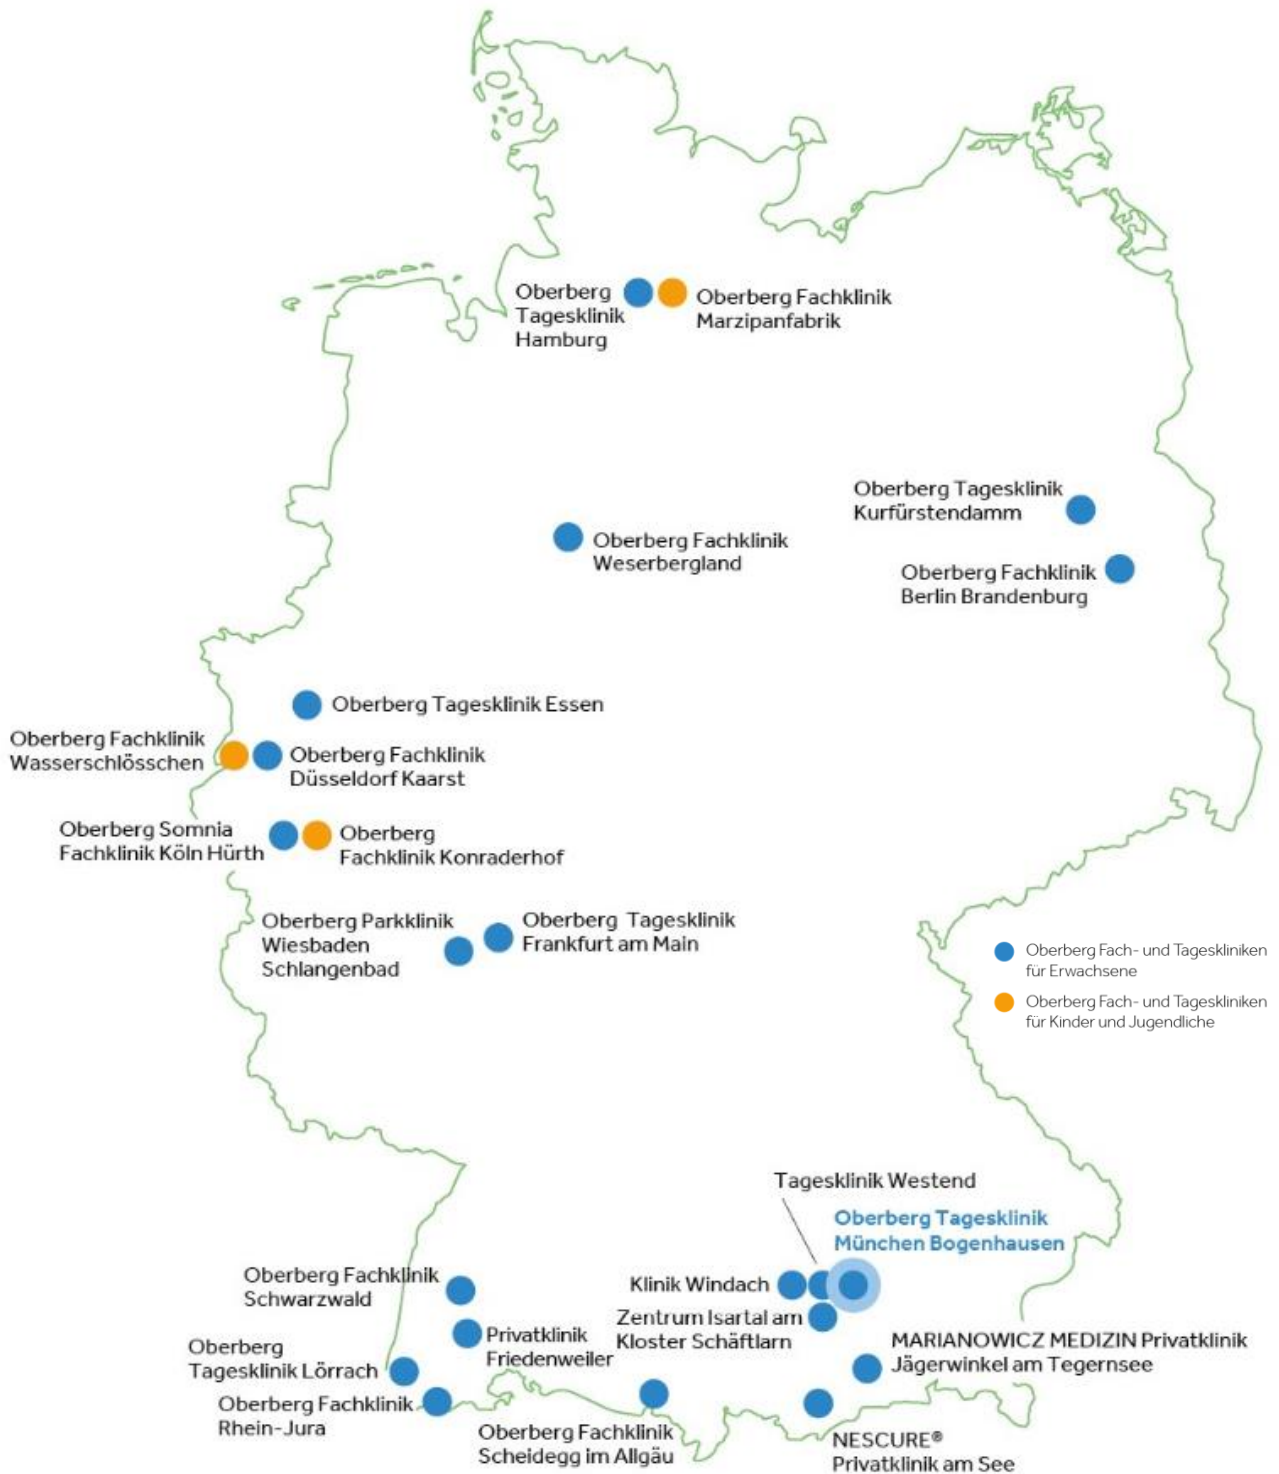 Oberberg
Tagesklinik
Hamburg
Oberberg Fachklinik
Marzipanfabrik
Oberberg Tagesklinik
Kurfürstendamm
Oberberg Fachklinik
Weserbergland
Oberberg Fachklinik
Berlin Brandenburg
Oberberg Tagesklinik Essen
Oberberg Fachklinik
Wasserschlösschen
Oberberg Fachklinik
Düsseldorf Kaarst
Oberberg Somnia
Fachklinik Köln Hürth
Oberberg
Fachklinik Konraderhof
Oberberg Parkklinik
Wiesbaden
Schlangenbad
Oberberg Tagesklinik
Frankfurt am Main
Oberberg Fach- und Tageskliniken
für Erwachsene
Oberberg Fach- und Tageskliniken
für Kinder und Jugendliche
Tagesklinik Westend
Oberberg Tagesklinik
München Bogenhausen
Oberberg Fachklinik
Schwarzwald
Klinik Windach
Zentrum Isartal am
Kloster Schäftlarn
Privatklinik
Friedenweiler
Oberberg
Tagesklinik Lörrach
MARIANOWICZ MEDIZIN Privatklinik
Jägerwinkel am Tegernsee
Oberberg Fachklinik
Rhein-Jura
Oberberg Fachklinik
Scheidegg im Allgäu
NESCURE®
Privatklinik am See